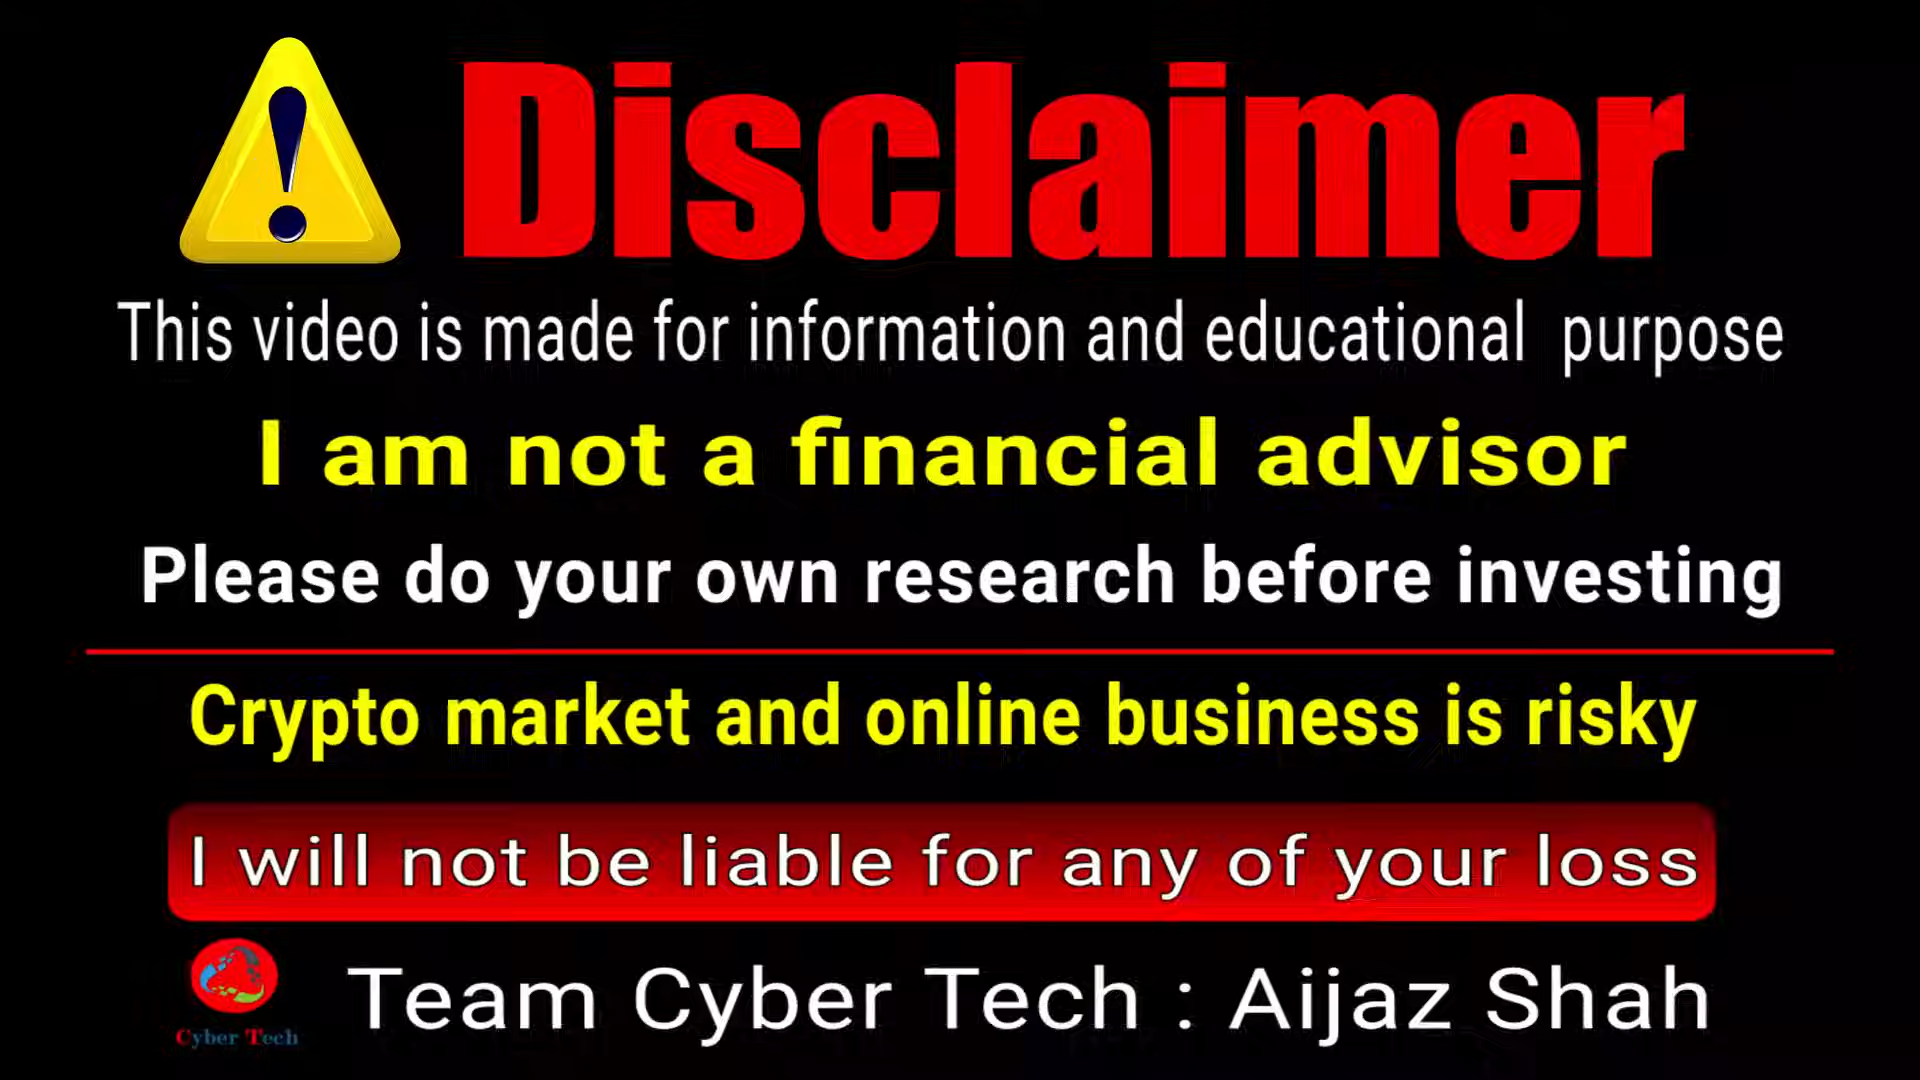 Disclaimer
This video is made for information and educational purpose
I am not a financial advisor
Please do your own research before investing
Crypto market and online business is risky
I will not be liable for any of your loss
Team Cyber Tech : Aijaz Shah
Cyber Tech